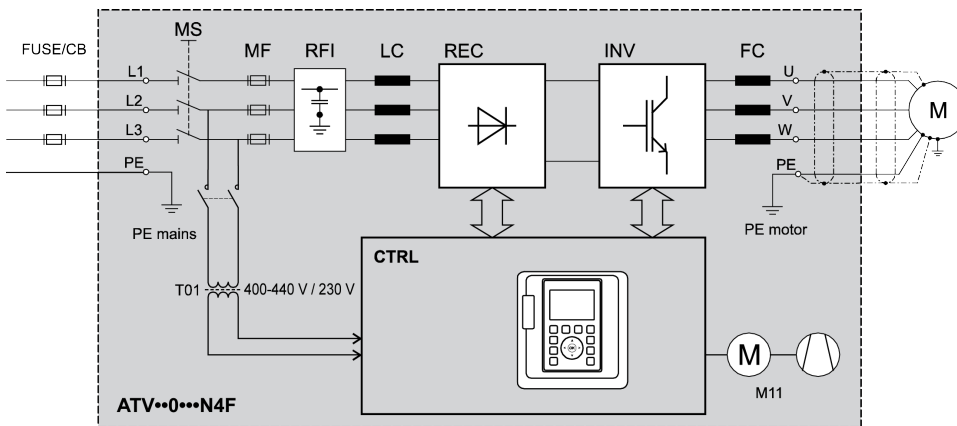 FUSE/CB
MS
MF
RFI
LC
REC
INV
FC
L1
L2
L3
PE
PE mains
U
V
W
PE
PE motor
M
T01
400-440 V / 230 V
CTRL
OK
M
M11
ATV••0•••N4F